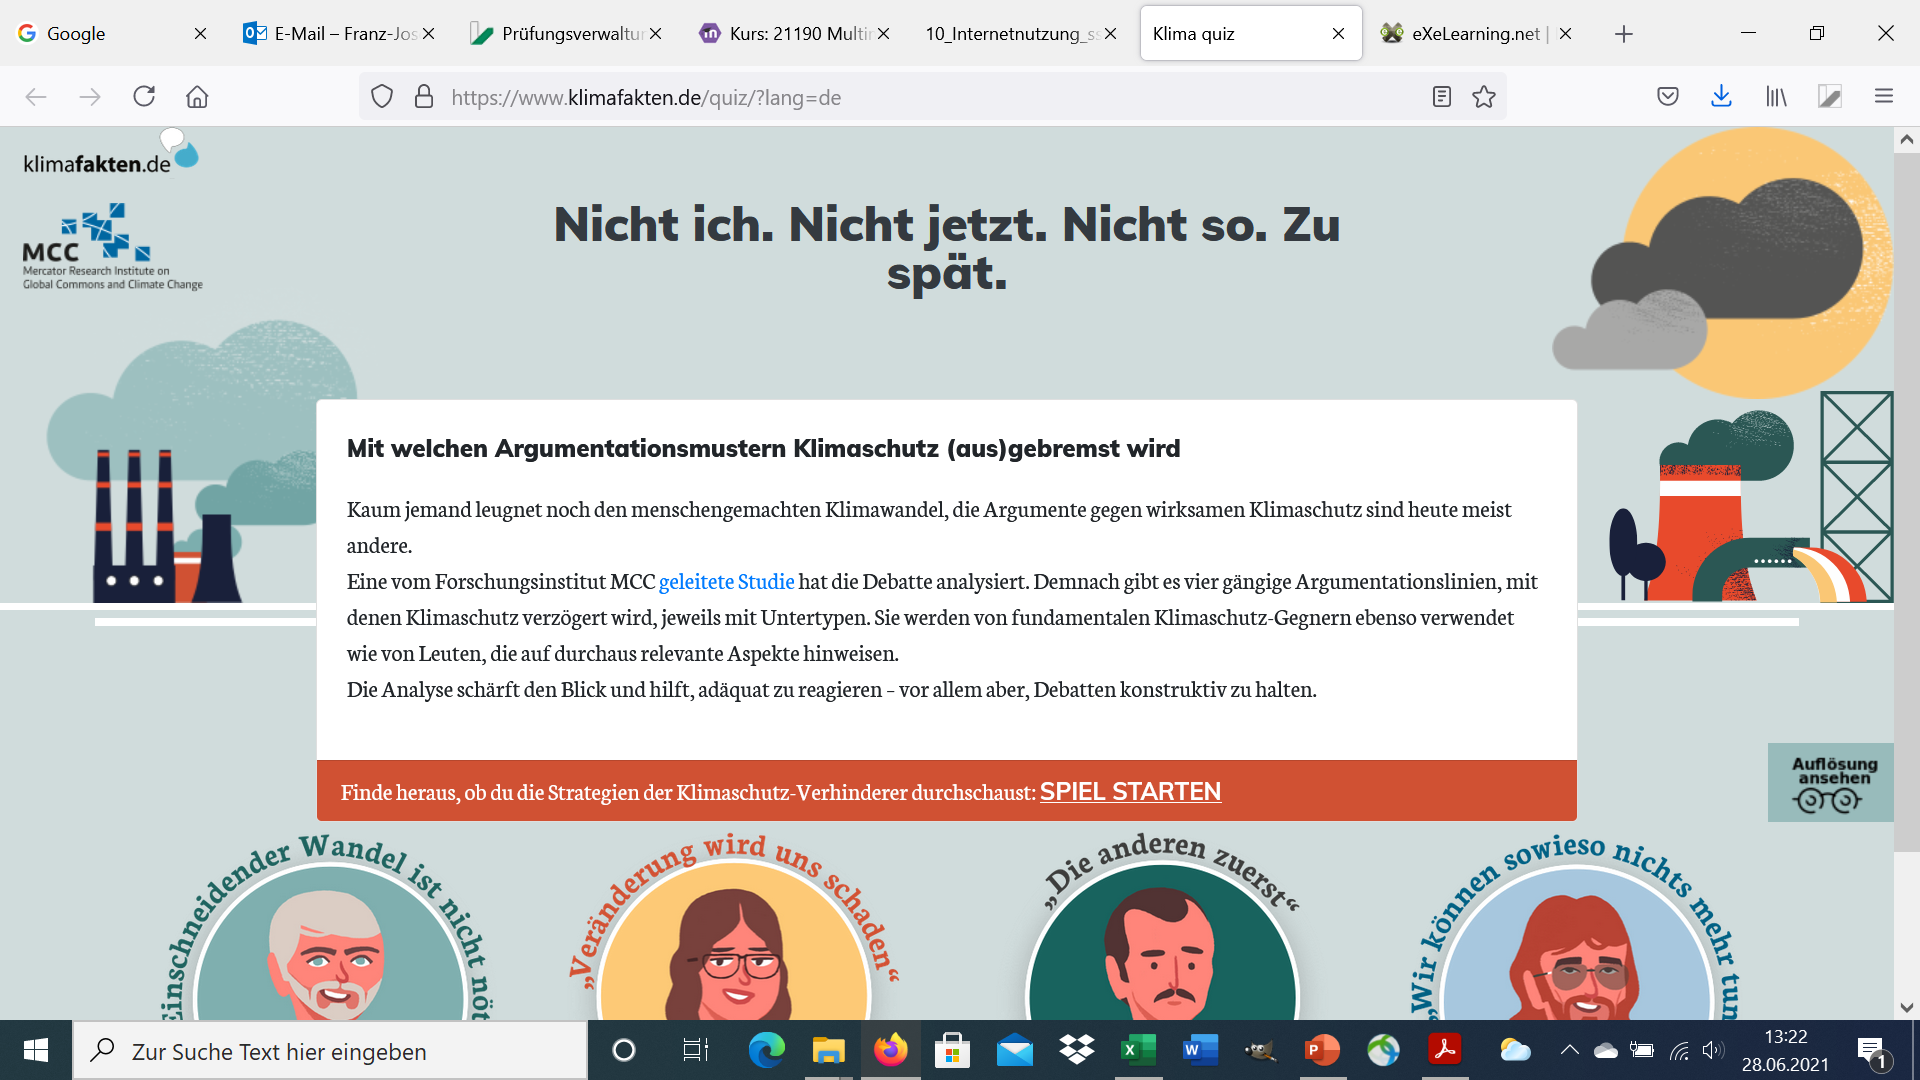 Google
E-Mail – Franz-Jos
Prüfungsverwaltur
Kurs: 21190 Multir
10_Internetnutzung_ss
Klima quiz
eXeLearning.net |
https://www.klimafakten.de/quiz/?lang=de
klimafakten.de
MCC
Mercator Research Institute on
Global Commons and Climate Change
Nicht ich. Nicht jetzt. Nicht so. Zu
spät.
Mit welchen Argumentationsmustern Klimaschutz (aus)gebremst wird
Kaum jemand leugnet noch den menschengemachten Klimawandel, die Argumente gegen wirksamen Klimaschutz sind heute meist
andere.
Eine vom Forschungsinstitut MCC geleitete Studie hat die Debatte analysiert. Demnach gibt es vier gängige Argumentationslinien, mit
denen Klimaschutz verzögert wird, jeweils mit Untertypen. Sie werden von fundamentalen Klimaschutz-Gegnern ebenso verwendet
wie von Leuten, die auf durchaus relevante Aspekte hinweisen.
Die Analyse schärft den Blick und hilft, adäquat zu reagieren – vor allem aber, Debatten konstruktiv zu halten.
Auflösung
ansehen
Finde heraus, ob du die Strategien der Klimaschutz-Verhinderer durchschaust: SPIEL STARTEN
Einschneidender Wandel ist nicht nöt
„Veränderung wird uns schaden“
„Die anderen zuerst“
„Wir können sowieso nichts mehr tun
Zur Suche Text hier eingeben
13:22
28.06.2021
1